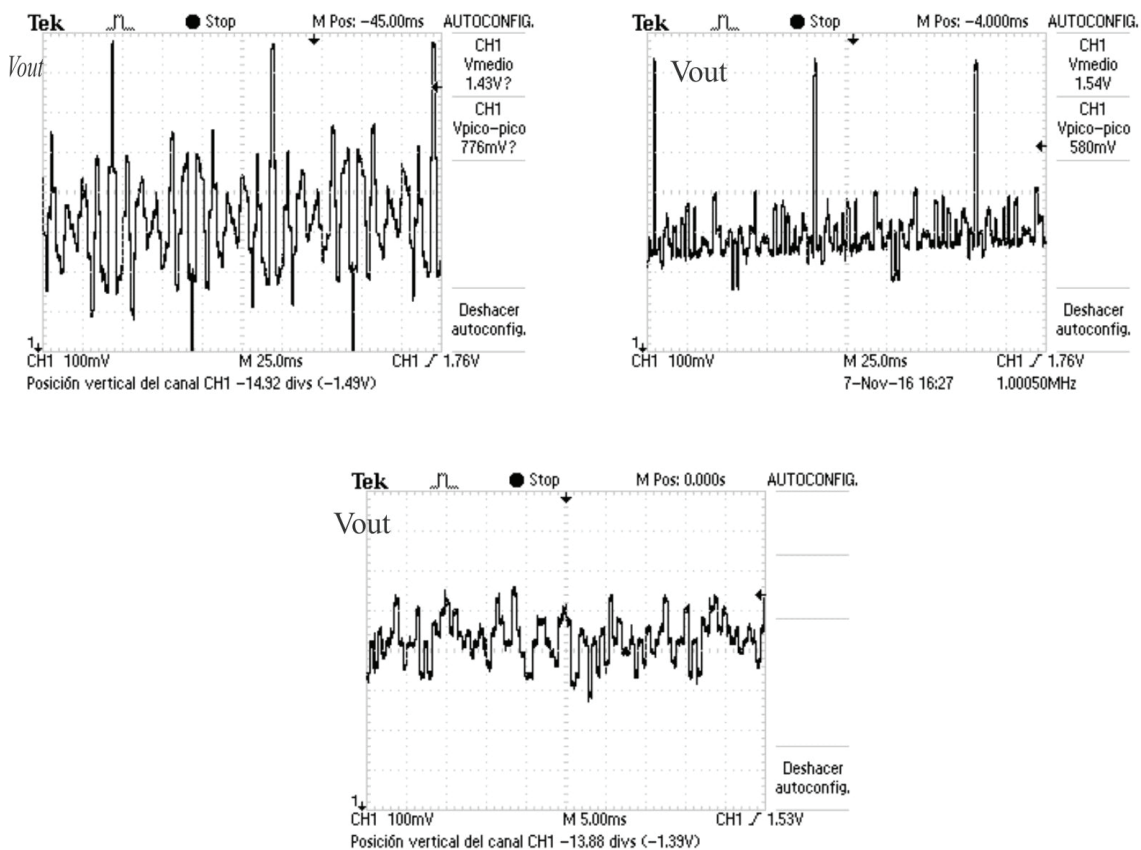 Tek Stop M Pos: -45.00ms AUTOCONFIG.
Vout
CH1
Vmedio
1.43V?
CH1
Vpico-pico
776mV?
Deshacer
autoconfig.
1
CH1 100mV M 25.0ms CH1 1.76V
Posición vertical del canal CH1 -14.92 divs (-1.49V)
Tek Stop M Pos: -4.000ms AUTOCONFIG.
Vout
CH1
Vmedio
1.54V
CH1
Vpico-pico
580mV
Deshacer
autoconfig.
1
CH1 100mV M 25.0ms CH1 1.76V
7-Nov-16 16:27 1.00050MHz
Tek Stop M Pos: 0.000s AUTOCONFIG.
Vout
Deshacer
autoconfig.
1
CH1 100mV M 5.00ms CH1 1.53V
Posición vertical del canal CH1 -13.88 divs (-1.39V)